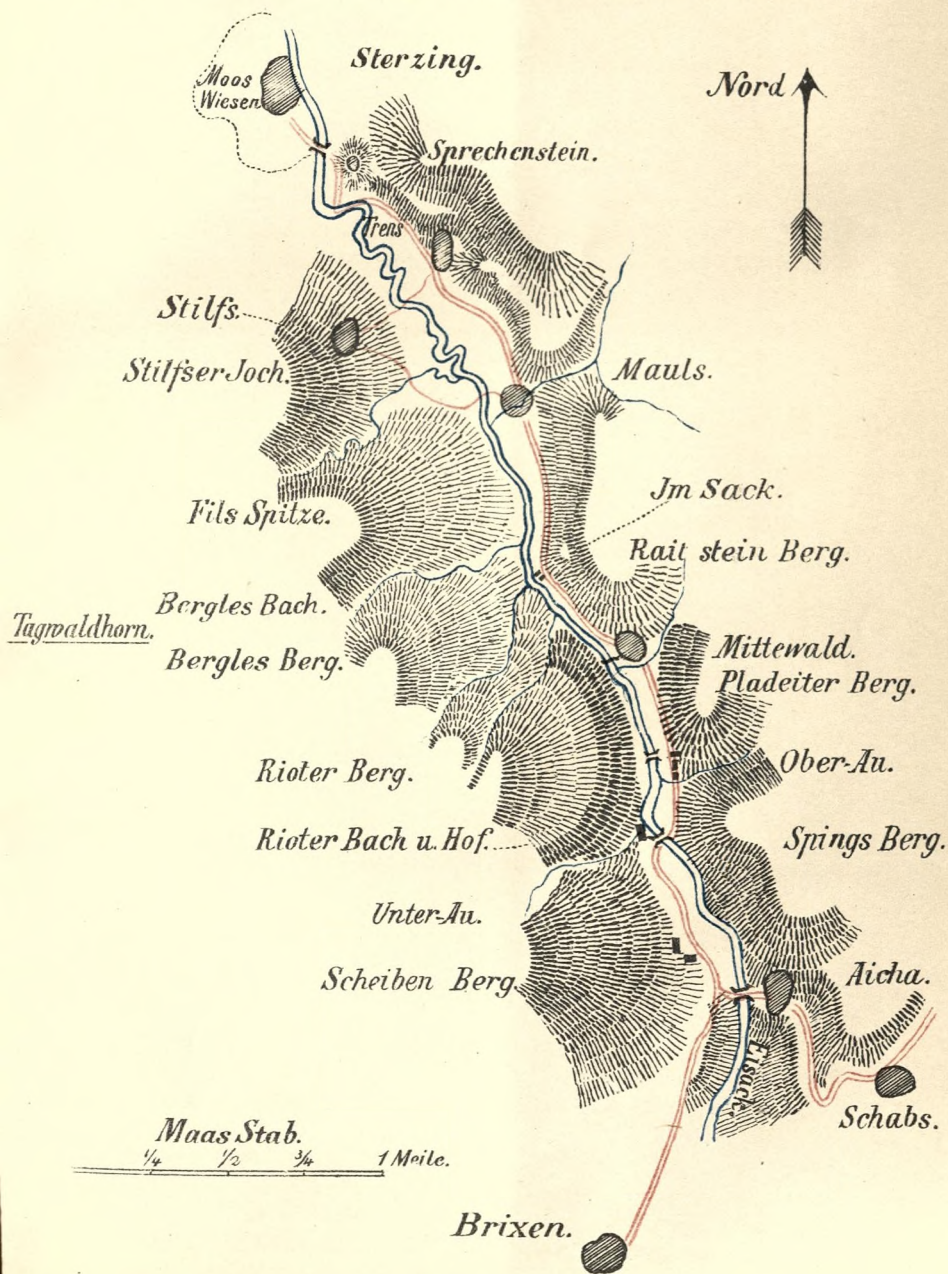 Sterzing.
Nord
Moos
Wiesen
Sprechenstein.
Trens
Stilfs.
Stilfser Joch.
Mauls.
Jm Sack.
Fils Spitze.
Rait stein Berg.
Bergles Bach.
Tagwaldhorn.
Bergles Berg.
Mittewald.
Pladeiter Berg.
Rioter Berg.
Ober-Au.
Rioter Bach u. Hof.
Spings Berg.
Unter-Au.
Scheiben Berg.
Aicha.
Eisack.
Schabs.
Maas Stab.
1/4 1/2 3/4 1 Meile.
Brixen.